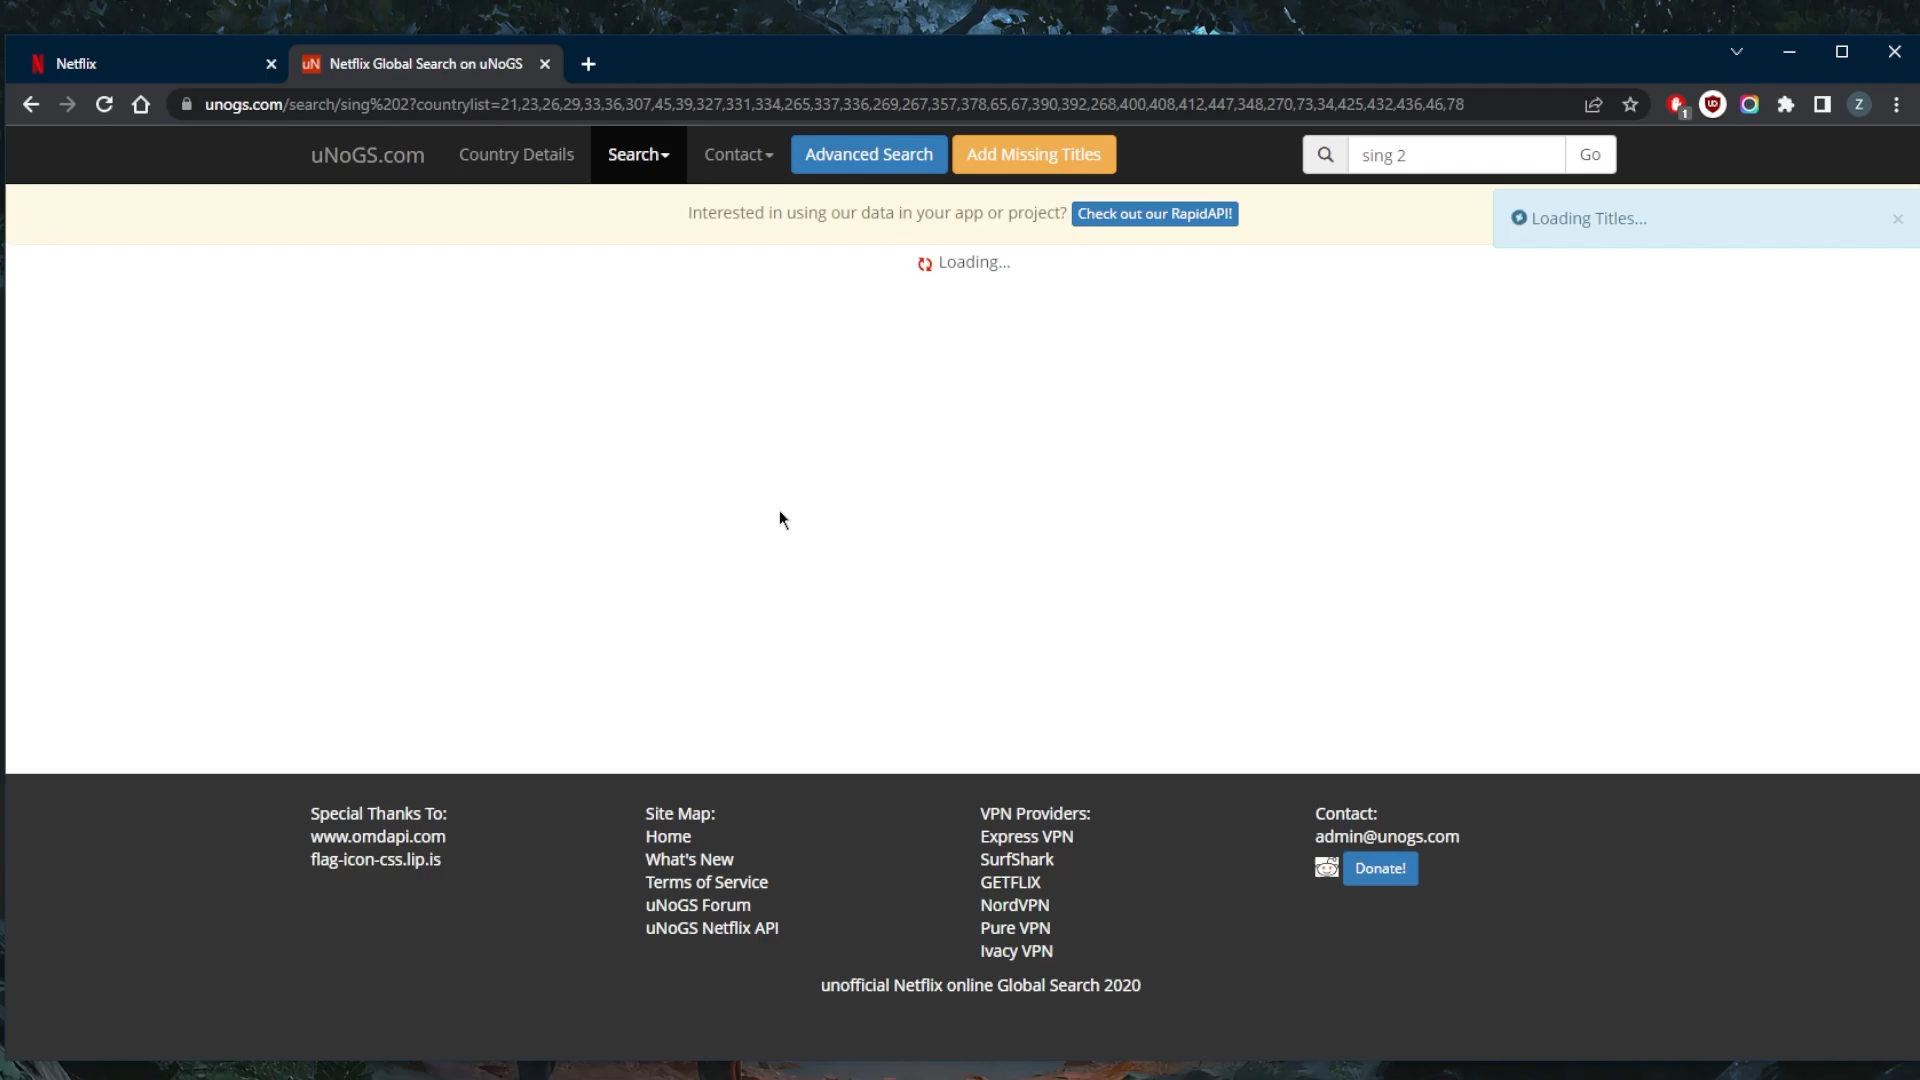 Netflix
uN Netflix Global Search on uNoGS
unogs.com/search/sing%202?countrylist=21,23,26,29,33,36,307,45,39,327,331,334,265,337,336,269,267,357,378,65,67,390,392,268,400,408,412,447,348,270,73,34,425,432,436,46,78
1
Z
uNoGS.com Country Details Search Contact Advanced Search Add Missing Titles sing 2 Go
Interested in using our data in your app or project? Check out our RapidAPI!
Loading Titles... ×
Loading...
Special Thanks To:
www.omdapi.com
flag-icon-css.lip.is
Site Map:
Home
What's New
Terms of Service
uNoGS Forum
uNoGS Netflix API
VPN Providers:
Express VPN
SurfShark
GETFLIX
NordVPN
Pure VPN
Ivacy VPN
Contact:
admin@unogs.com
Donate!
unofficial Netflix online Global Search 2020